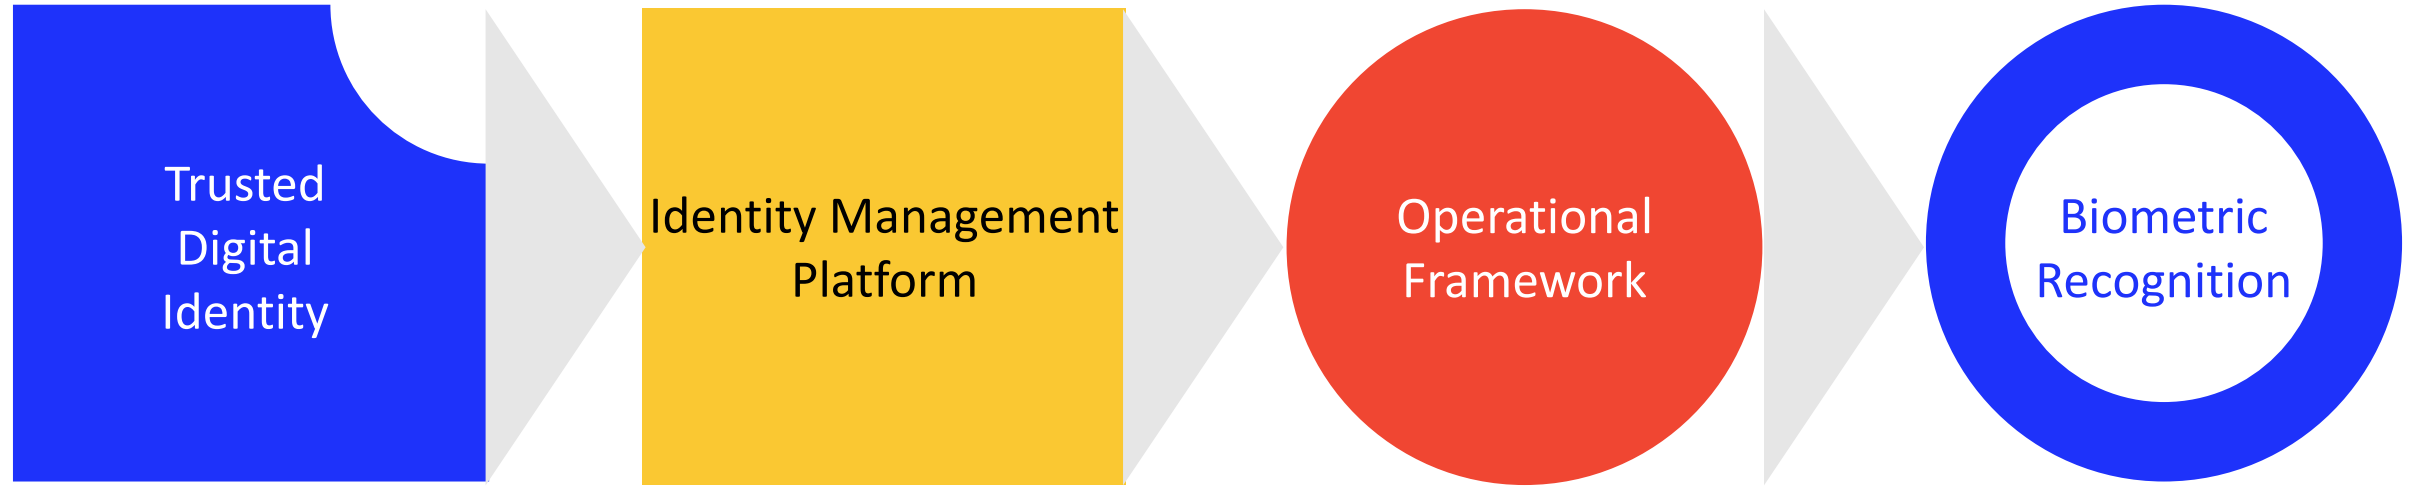 Trusted
Digital
Identity
Identity Management
Platform
Operational
Framework
Biometric
Recognition